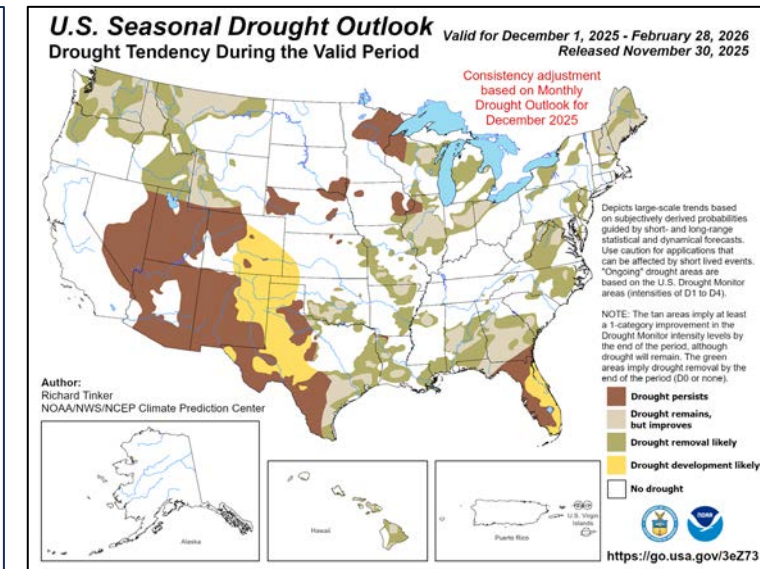 U.S. Seasonal Drought Outlook
Drought Tendency During the Valid Period
Valid for December 1, 2025 - February 28, 2026
Released November 30, 2025
Consistency adjustment
based on Monthly
Drought Outlook for
December 2025
Depicts large-scale trends based
on subjectively derived probabilities
guided by short- and long-range
statistical and dynamical forecasts.
Use caution for applications that
can be affected by short lived events.
"Ongoing" drought areas are
based on the U.S. Drought Monitor
areas (intensities of D1 to D4).
NOTE: The tan areas imply at least
a 1-category improvement in the
Drought Monitor intensity levels by
the end of the period, although
drought will remain. The green
areas imply drought removal by the
end of the period (D0 or none).
Author:
Richard Tinker
NOAA/NWS/NCEP Climate Prediction Center
Drought persists
Drought remains,
but improves
Drought removal likely
Drought development likely
No drought
Alaska
Hawaii
Puerto Rico
U.S. Virgin
Islands
NOAA
https://go.usa.gov/3eZ73